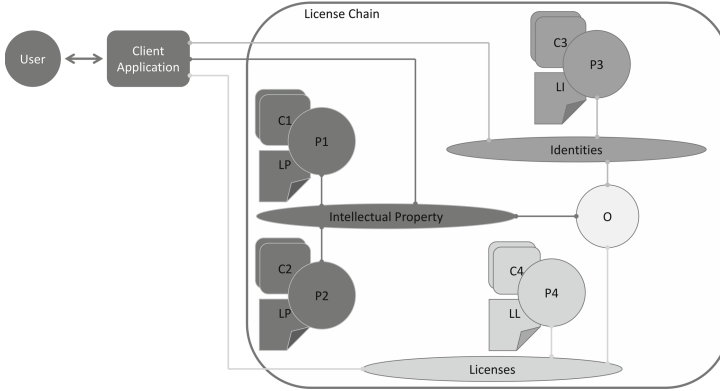 License Chain
User
Client
Application
C3
P3
LI
Identities
C1
P1
LP
Intellectual Property
O
C2
P2
LP
C4
P4
LL
Licenses